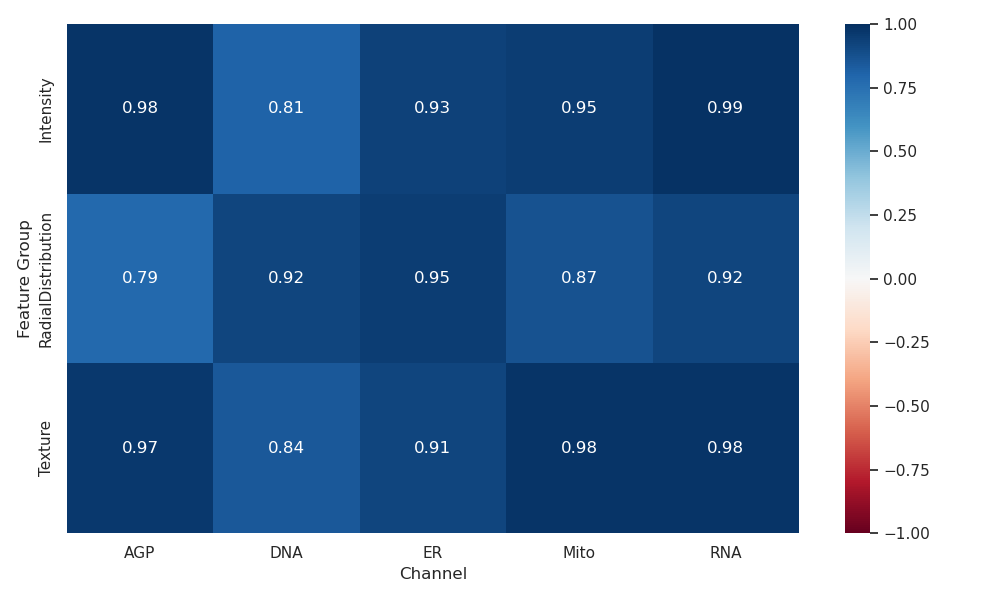 Feature Group
Intensity
RadialDistribution
Texture
0.98 0.81 0.93 0.95 0.99
0.79 0.92 0.95 0.87 0.92
0.97 0.84 0.91 0.98 0.98
AGP DNA ER Mito RNA
Channel
1.00
0.75
0.50
0.25
0.00
−0.25
−0.50
−0.75
−1.00